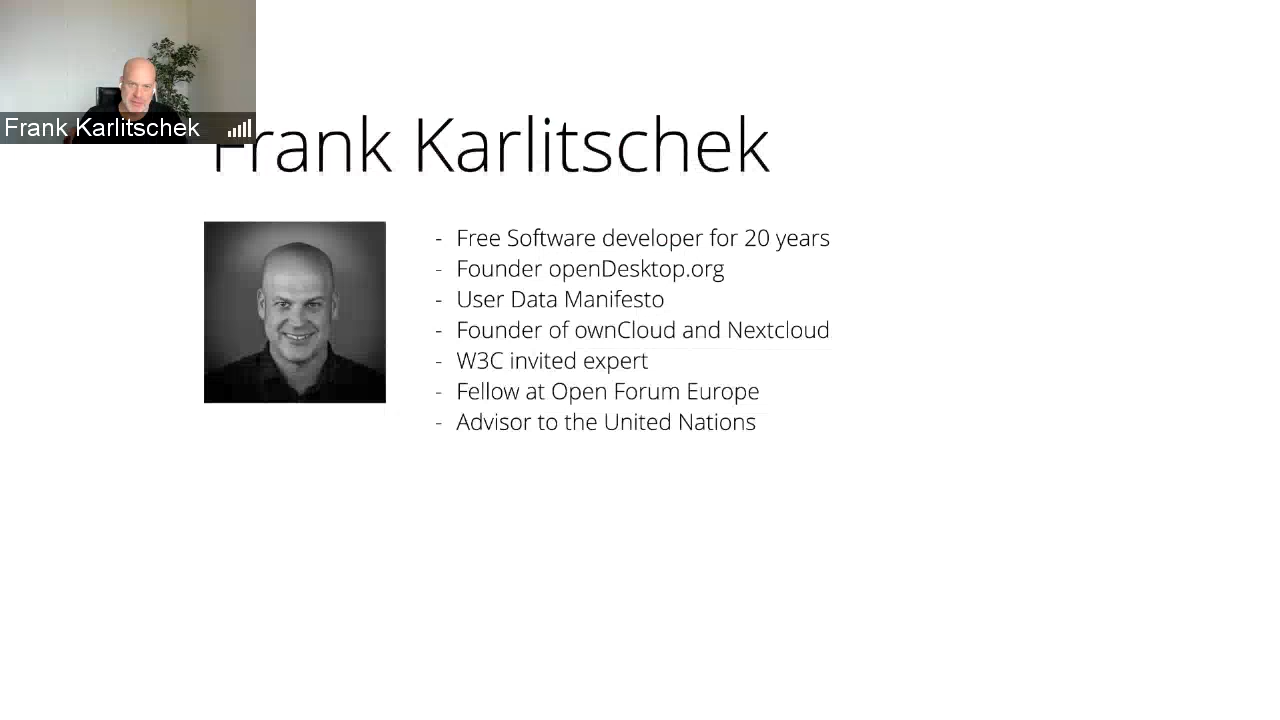 Frank Karlitschek
Frank Karlitschek
- Free Software developer for 20 years
- Founder openDesktop.org
- User Data Manifesto
- Founder of ownCloud and Nextcloud
- W3C invited expert
- Fellow at Open Forum Europe
- Advisor to the United Nations